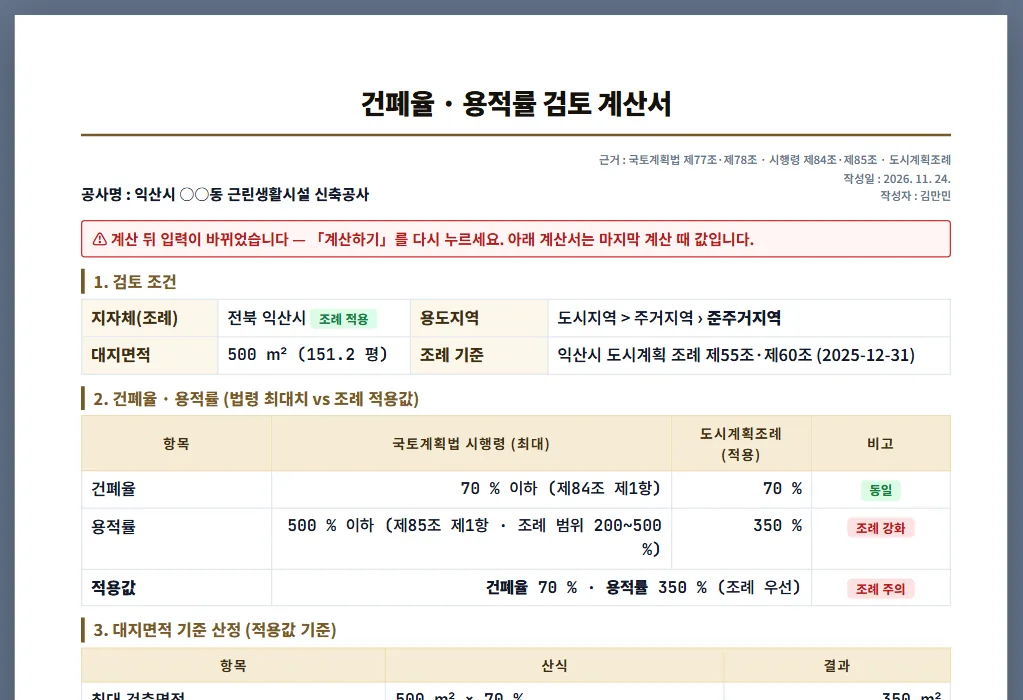 건폐율 · 용적률 검토 계산서
근거 : 국토계획법 제77조·제78조 · 시행령 제84조·제85조 · 도시계획조례
작성일 : 2026. 11. 24.
공사명 : 익산시 〇〇동 근린생활시설 신축공사
작성자 : 김만민
⚠ 계산 뒤 입력이 바뀌었습니다 — 「계산하기」를 다시 누르세요. 아래 계산서는 마지막 계산 때 값입니다.
1. 검토 조건
지자체(조례) 전북 익산시 조례 적용 용도지역 도시지역 > 주거지역 › 준주거지역
대지면적 500 m² (151.2 평) 조례 기준 익산시 도시계획 조례 제55조·제60조 (2025-12-31)
2. 건폐율 · 용적률 (법령 최대치 vs 조례 적용값)
항목 국토계획법 시행령 (최대) 도시계획조례 (적용) 비고
건폐율 70 % 이하 (제84조 제1항) 70 % 동일
용적률 500 % 이하 (제85조 제1항 · 조례 범위 200~500 %) 350 % 조례 강화
적용값 건폐율 70 % · 용적률 350 % (조례 우선) 조례 주의
3. 대지면적 기준 산정 (적용값 기준)
항목 산식 결과
최대 건축면적 500 m² × 70 % 350 m²